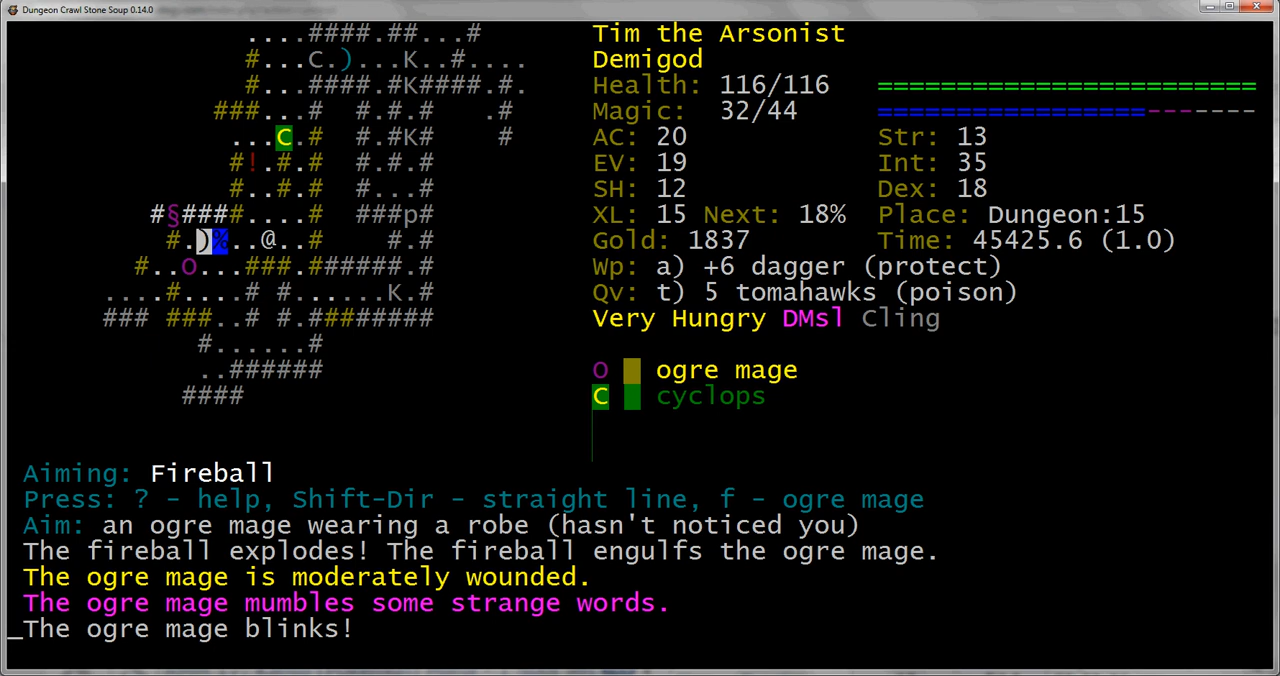 Dungeon Crawl Stone Soup 0.14.0
Tim the Arsonist
Demigod
Health: 116/116
Magic: 32/44
AC: 20 Str: 13
EV: 19 Int: 35
SH: 12 Dex: 18
XL: 15 Next: 18% Place: Dungeon:15
Gold: 1837 Time: 45425.6 (1.0)
Wp: a) +6 dagger (protect)
Qv: t) 5 tomahawks (poison)
Very Hungry DMsl Cling
o ogre mage
C cyclops
Aiming: Fireball
Press: ? - help, Shift-Dir - straight line, f - ogre mage
Aim: an ogre mage wearing a robe (hasn't noticed you)
The fireball explodes! The fireball engulfs the ogre mage.
The ogre mage is moderately wounded.
The ogre mage mumbles some strange words.
_The ogre mage blinks!